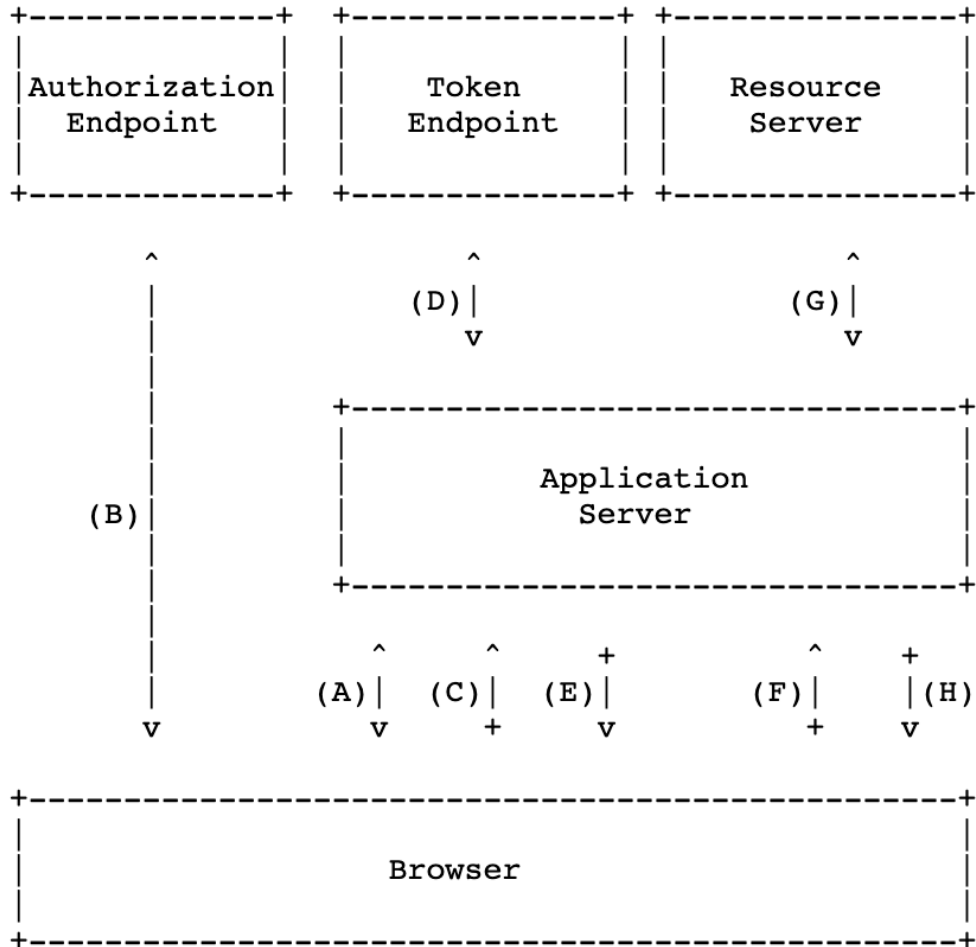 +-------------+  +--------------+ +---------------+
|             |  |              | |               |
|Authorization|  |    Token     | |   Resource    |
|  Endpoint   |  |   Endpoint   | |    Server     |
|             |  |              | |               |
+-------------+  +--------------+ +---------------+

       ^                ^                   ^
       |             (D)|                (G)|
       |                v                   v
       |
       |         +--------------------------------+
       |         |                                |
       |         |          Application           |
    (B)|         |            Server              |
       |         |                                |
       |         +--------------------------------+
       |
       |           ^     ^     +          ^    +
       |        (A)|  (C)|  (E)|       (F)|    |(H)
       v           v     +     v          +    v

+-------------------------------------------------+
|                                                 |
|                   Browser                       |
|                                                 |
+-------------------------------------------------+